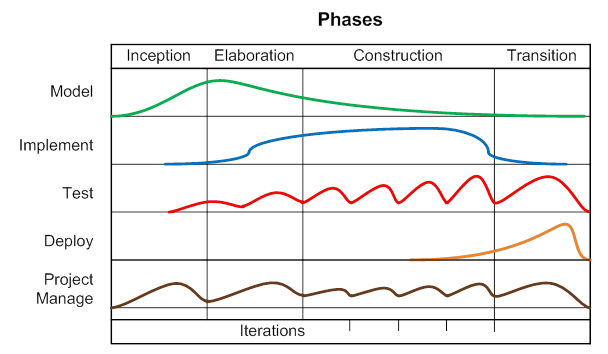 Phases
Inception Elaboration Construction Transition
Model
Implement
Test
Deploy
Project
Manage
Iterations